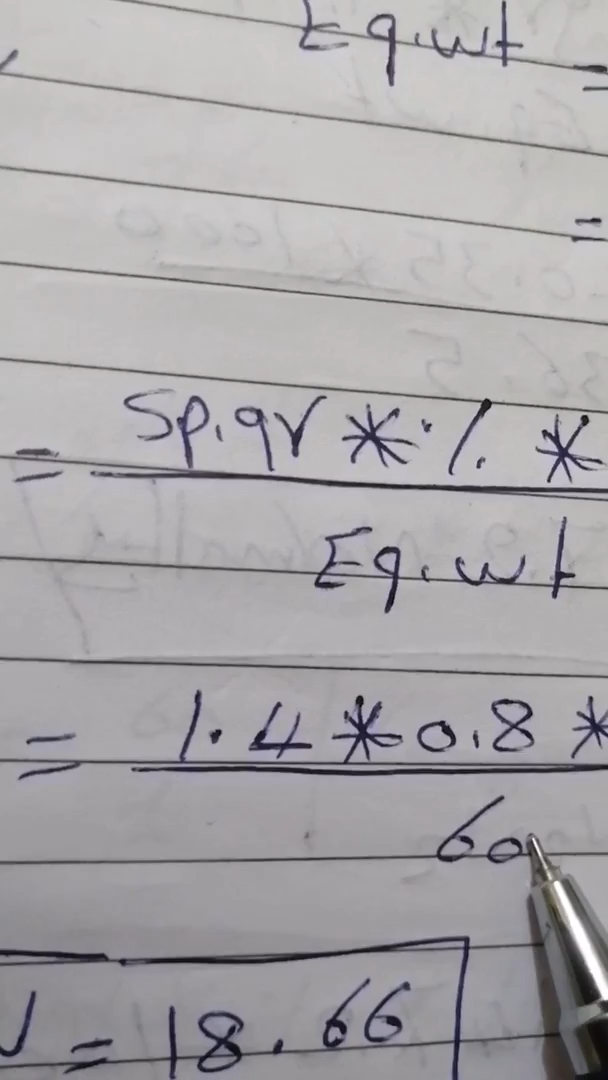 Eq.wt =
=
= Sp.gr * % *
Eq.wt
= 1.4 * 0.8 *
60
= 18.66